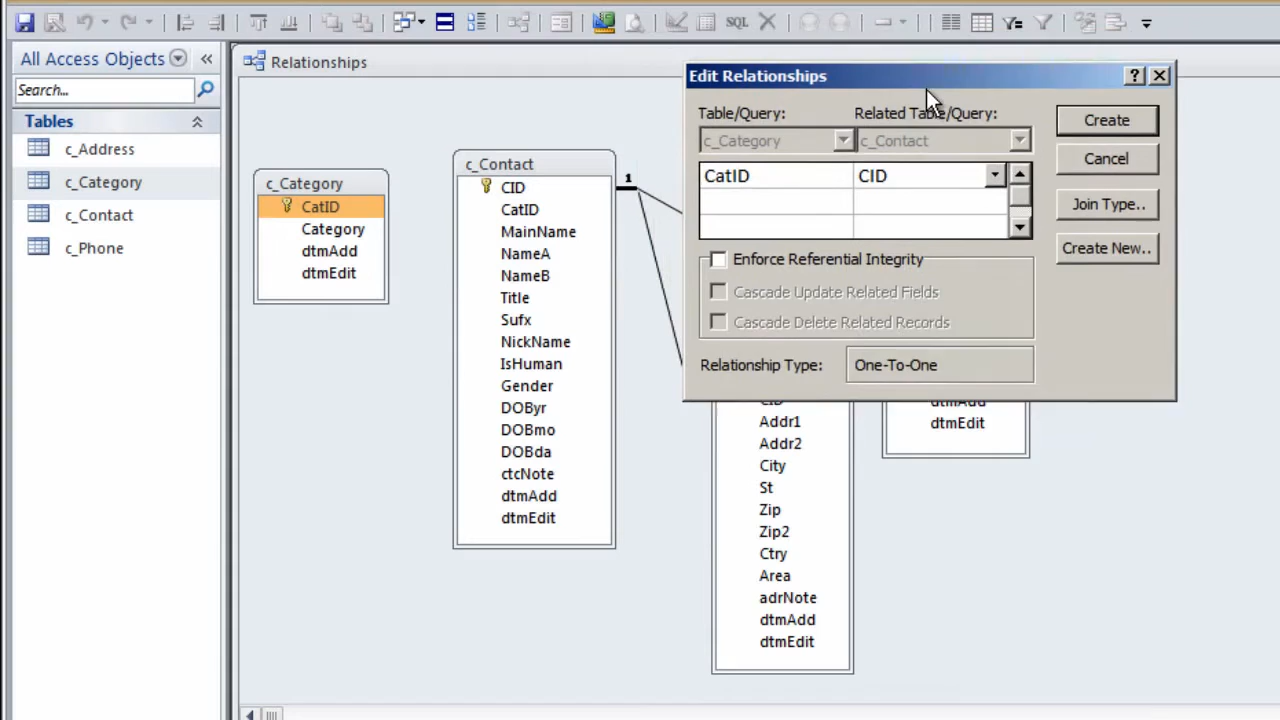 SQL
All Access Objects
Search...
Tables
c_Address
c_Category
c_Contact
c_Phone
Relationships
c_Category
CatID
Category
dtmAdd
dtmEdit
c_Contact
CID
CatID
MainName
NameA
NameB
Title
Sufx
NickName
IsHuman
Gender
DOByr
DOBmo
DOBda
ctcNote
dtmAdd
dtmEdit
1
Edit Relationships
Table/Query:
Related Table/Query:
c_Category
c_Contact
CatID
CID
Enforce Referential Integrity
Cascade Update Related Fields
Cascade Delete Related Records
Relationship Type:
One-To-One
Create
Cancel
Join Type..
Create New..
CID
Addr1
Addr2
City
St
Zip
Zip2
Ctry
Area
adrNote
dtmAdd
dtmEdit
dtmAdd
dtmEdit